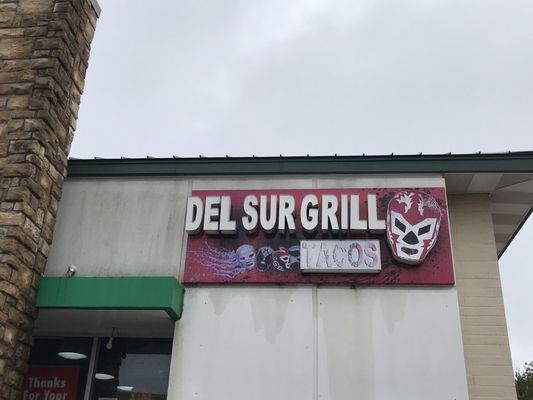 DEL SUR GRILL
TACOS
Thanks
For Your